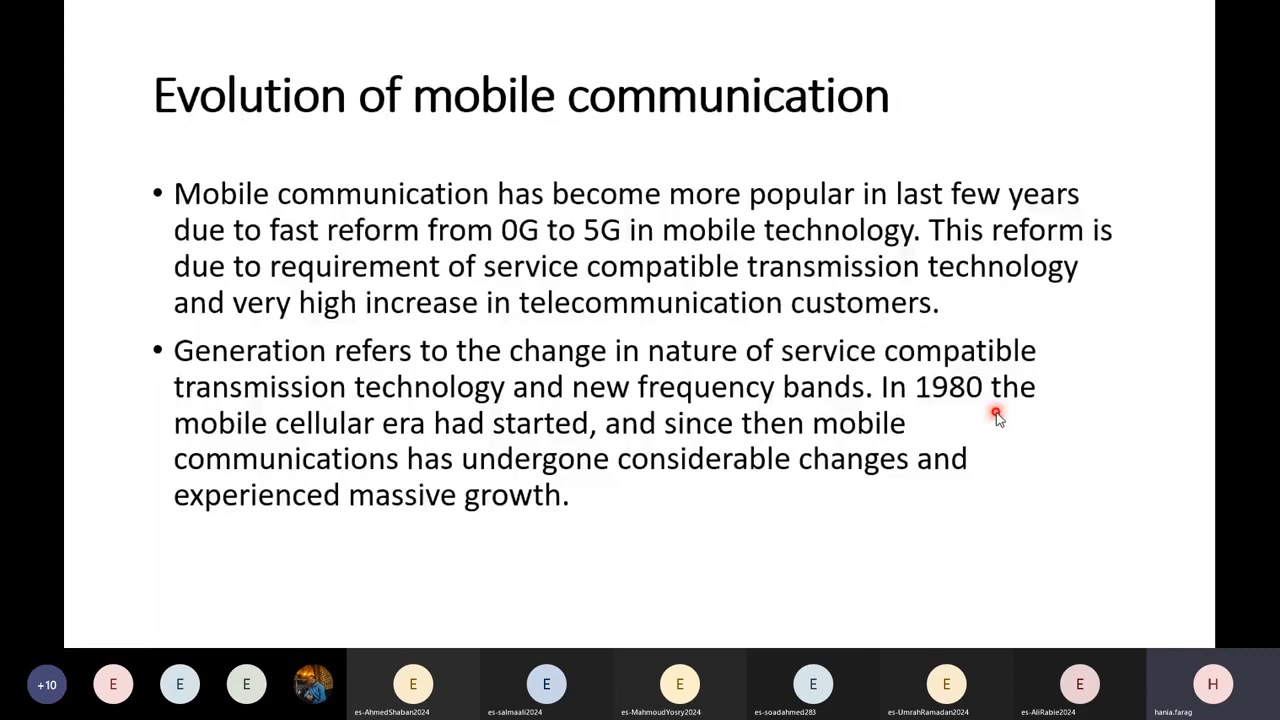 Evolution of mobile communication
• Mobile communication has become more popular in last few years
due to fast reform from 0G to 5G in mobile technology. This reform is
due to requirement of service compatible transmission technology
and very high increase in telecommunication customers.
• Generation refers to the change in nature of service compatible
transmission technology and new frequency bands. In 1980 the
mobile cellular era had started, and since then mobile
communications has undergone considerable changes and
experienced massive growth.
+10 E E E E E E E E E H
es-AhmedShaban2024 es-salmaali2024 es-MahmoudYosry2024 es-soadahmed283 es-UmrahRamadan2024 es-AliRabie2024 hania.farag